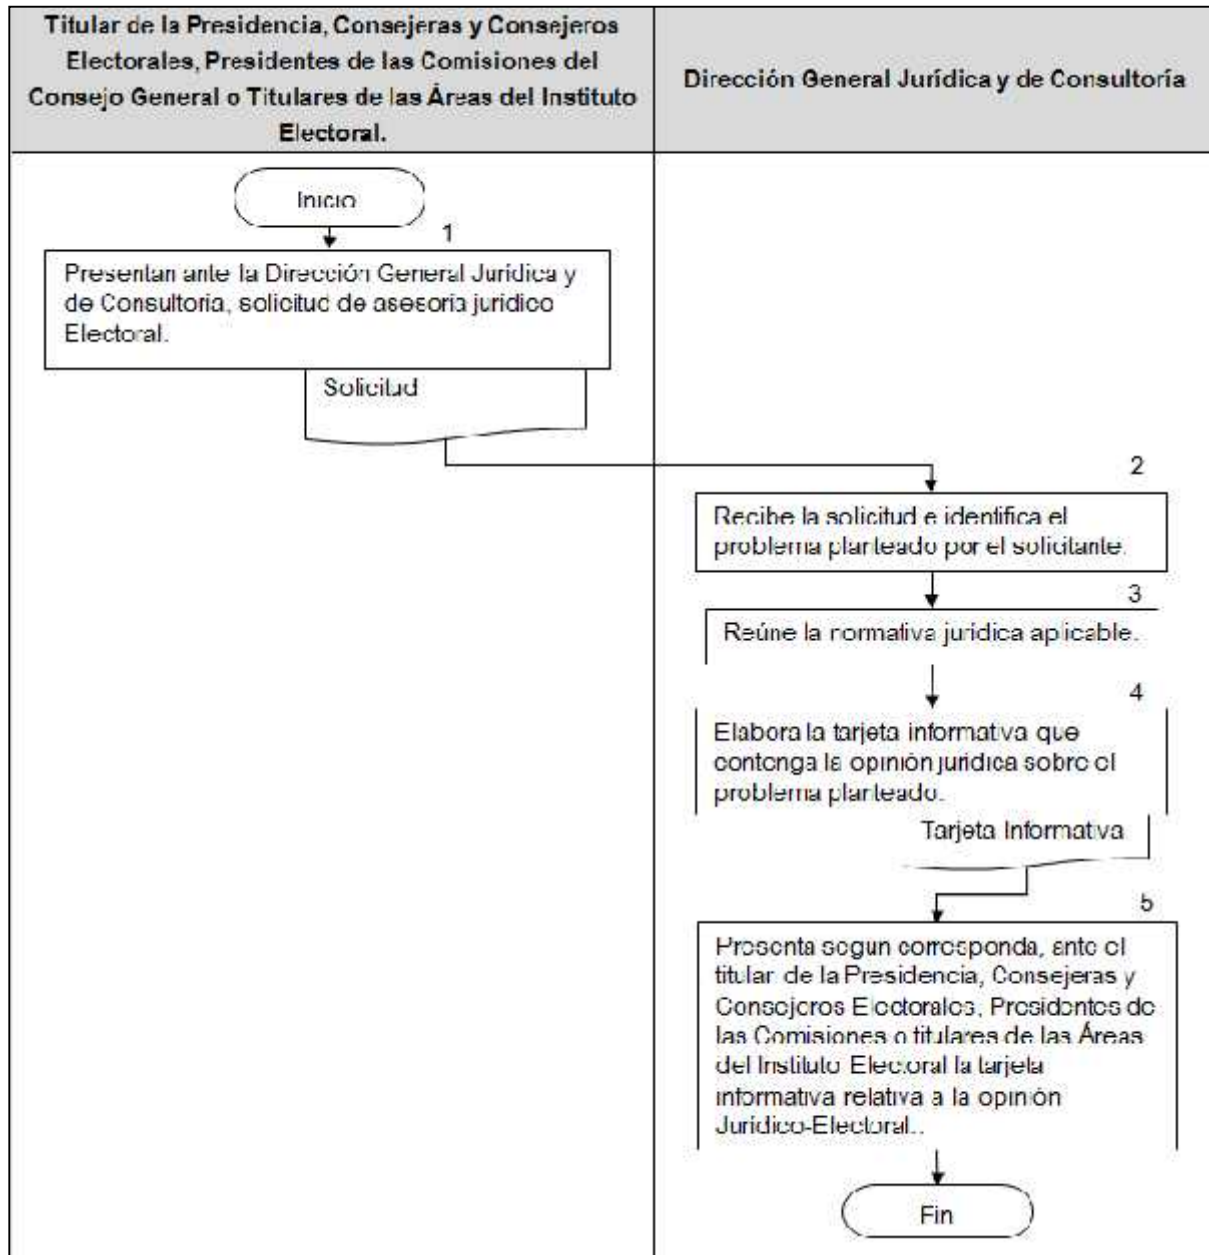 Titular de la Presidencia, Consejeras y Consejeros
Electorales, Presidentes de las Comisiones del
Consejo General o Titulares de las Áreas del Instituto
Electoral.
Dirección General Jurídica y de Consultoría
Inicio
1
Presentan ante la Dirección General Jurídica y
de Consultoría, solicitud de asesoría jurídico
Electoral.
Solicitud
2
Recibe la solicitud e identifica el
problema planteado por el solicitante.
3
Reúne la normativa jurídica aplicable.
4
Elabora la tarjeta informativa que
contenga la opinión jurídica sobre el
problema planteado.
Tarjeta Informativa
5
Presenta según corresponda, ante el
titular de la Presidencia, Consejeras y
Consejeros Electorales, Presidentes de
las Comisiones o titulares de las Áreas
del Instituto Electoral la tarjeta
informativa relativa a la opinión
Jurídico-Electoral..
Fin